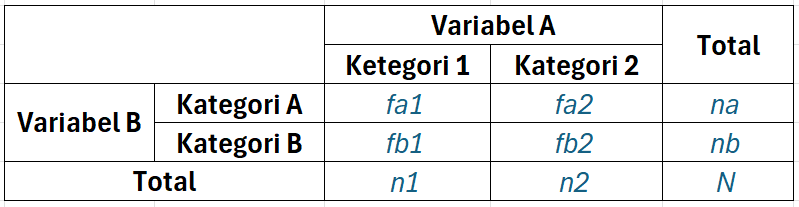 Variabel A
Total
Ketegori 1
Kategori 2
Variabel B
Kategori A
fa1
fa2
na
Kategori B
fb1
fb2
nb
Total
n1
n2
N